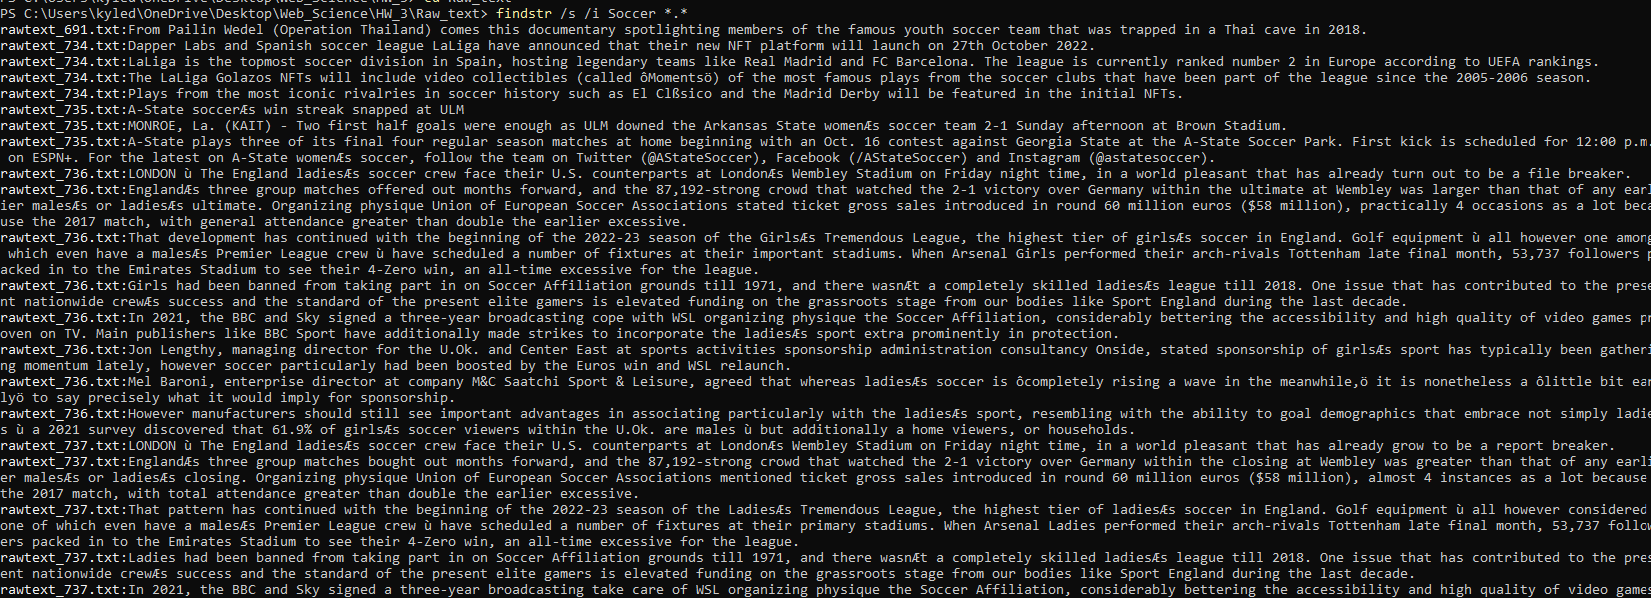 PS C:\Users\kyled\OneDrive\Desktop\Web_Science\HW_3\Raw_text> findstr /s /i Soccer *.*
rawtext_691.txt:From Pailin Wedel (Operation Thailand) comes this documentary spotlighting members of the famous youth soccer team that was trapped in a Thai cave in 2018.
rawtext_734.txt:Dapper Labs and Spanish soccer league LaLiga have announced that their new NFT platform will launch on 27th October 2022.
rawtext_734.txt:LaLiga is the topmost soccer division in Spain, hosting legendary teams like Real Madrid and FC Barcelona. The league is currently ranked number 2 in Europe according to UEFA rankings.
rawtext_734.txt:The LaLiga Golazos NFTs will include video collectibles (called ôMomentsö) of the most famous plays from the soccer clubs that have been part of the league since the 2005-2006 season.
rawtext_734.txt:Plays from the most iconic rivalries in soccer history such as El Clßsico and the Madrid Derby will be featured in the initial NFTs.
rawtext_735.txt:A-State soccerÆs win streak snapped at ULM
rawtext_735.txt:MONROE, La. (KAIT) - Two first half goals were enough as ULM downed the Arkansas State womenÆs soccer team 2-1 Sunday afternoon at Brown Stadium.
rawtext_735.txt:A-State plays three of its final four regular season matches at home beginning with an Oct. 16 contest against Georgia State at the A-State Soccer Park. First kick is scheduled for 12:00 p.m.
on ESPN+. For the latest on A-State womenÆs soccer, follow the team on Twitter (@AStateSoccer), Facebook (/AStateSoccer) and Instagram (@astatesoccer).
rawtext_736.txt:LONDON ù The England ladiesÆs soccer crew face their U.S. counterparts at LondonÆs Wembley Stadium on Friday night time, in a world pleasant that has already turn out to be a file breaker.
rawtext_736.txt:EnglandÆs three group matches offered out months forward, and the 87,192-strong crowd that watched the 2-1 victory over Germany within the ultimate at Wembley was larger than that of any earl
ier malesÆs or ladiesÆs ultimate. Organizing physique Union of European Soccer Associations stated ticket gross sales introduced in round 60 million euros ($58 million), practically 4 occasions as a lot beca
use the 2017 match, with general attendance greater than double the earlier excessive.
rawtext_736.txt:That development has continued with the beginning of the 2022-23 season of the GirlsÆs Tremendous League, the highest tier of girlsÆs soccer in England. Golf equipment ù all however one among
which even have a malesÆs Premier League crew ù have scheduled a number of fixtures at their important stadiums. When Arsenal Girls performed their arch-rivals Tottenham late final month, 53,737 followers p
acked in to the Emirates Stadium to see their 4-Zero win, an all-time excessive for the league.
rawtext_736.txt:Girls had been banned from taking part in on Soccer Affiliation grounds till 1971, and there wasnÆt a completely skilled ladiesÆs league till 2018. One issue that has contributed to the prese
nt nationwide crewÆs success and the standard of the present elite gamers is elevated funding on the grassroots stage from our bodies like Sport England during the last decade.
rawtext_736.txt:In 2021, the BBC and Sky signed a three-year broadcasting cope with WSL organizing physique the Soccer Affiliation, considerably bettering the accessibility and high quality of video games pr
oven on TV. Main publishers like BBC Sport have additionally made strikes to incorporate the ladiesÆs sport extra prominently in protection.
rawtext_736.txt:Jon Lengthy, managing director for the U.Ok. and Center East at sports activities sponsorship administration consultancy Onside, stated sponsorship of girlsÆs sport has typically been gatheri
ng momentum lately, however soccer particularly had been boosted by the Euros win and WSL relaunch.
rawtext_736.txt:Mel Baroni, enterprise director at company M&C Saatchi Sport & Leisure, agreed that whereas ladiesÆs soccer is ôcompletely rising a wave in the meanwhile,ö it is nonetheless a ôlittle bit ear
lyö to say precisely what it would imply for sponsorship.
rawtext_736.txt:However manufacturers should still see important advantages in associating particularly with the ladiesÆs sport, resembling with the ability to goal demographics that embrace not simply ladie
s ù a 2021 survey discovered that 61.9% of girlsÆs soccer viewers within the U.Ok. are males ù but additionally a home viewers, or households.
rawtext_737.txt:LONDON ù The England ladiesÆs soccer crew face their U.S. counterparts at LondonÆs Wembley Stadium on Friday night time, in a world pleasant that has already grow to be a report breaker.
rawtext_737.txt:EnglandÆs three group matches bought out months forward, and the 87,192-strong crowd that watched the 2-1 victory over Germany within the closing at Wembley was greater than that of any earli
er malesÆs or ladiesÆs closing. Organizing physique Union of European Soccer Associations mentioned ticket gross sales introduced in round 60 million euros ($58 million), almost 4 instances as a lot because
the 2017 match, with total attendance greater than double the earlier excessive.
rawtext_737.txt:That pattern has continued with the beginning of the 2022-23 season of the LadiesÆs Tremendous League, the highest tier of ladiesÆs soccer in England. Golf equipment ù all however considered
one of which even have a malesÆs Premier League crew ù have scheduled a number of fixtures at their primary stadiums. When Arsenal Ladies performed their arch-rivals Tottenham late final month, 53,737 follow
ers packed in to the Emirates Stadium to see their 4-Zero win, an all-time excessive for the league.
rawtext_737.txt:Ladies had been banned from taking part in on Soccer Affiliation grounds till 1971, and there wasnÆt a completely skilled ladiesÆs league till 2018. One issue that has contributed to the pres
ent nationwide crewÆs success and the standard of the present elite gamers is elevated funding on the grassroots stage from our bodies like Sport England during the last decade.
rawtext_737.txt:In 2021, the BBC and Sky signed a three-year broadcasting take care of WSL organizing physique the Soccer Affiliation, considerably bettering the accessibility and high quality of video game